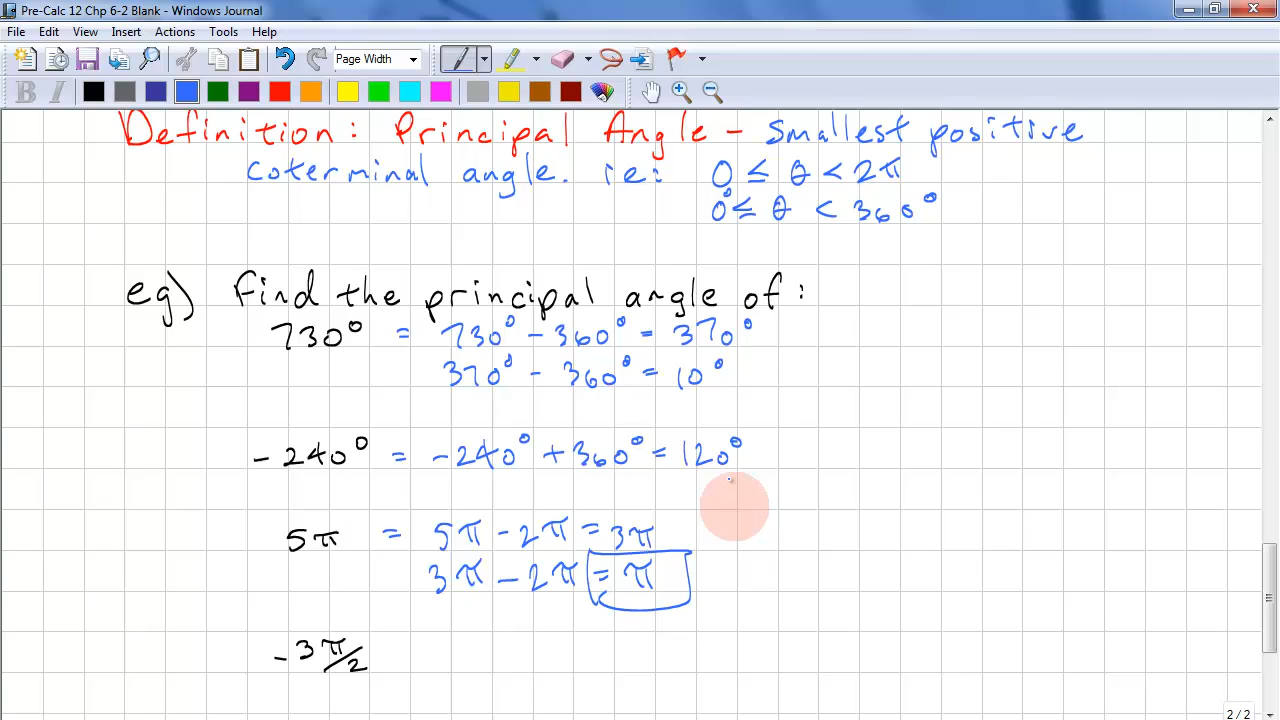 Pre-Calc 12 Chp 6-2 Blank - Windows Journal
File Edit View Insert Actions Tools Help
Page Width
B I
Definition: Principal Angle - smallest positive
coterminal angle. ie: 0 ≤ θ < 2π
0° ≤ θ < 360°
eg) Find the principal angle of:
730° = 730° - 360° = 370°
370° - 360° = 10°
-240° = -240° + 360° = 120°
5π = 5π - 2π = 3π
3π - 2π = π
-3π/2
2/2